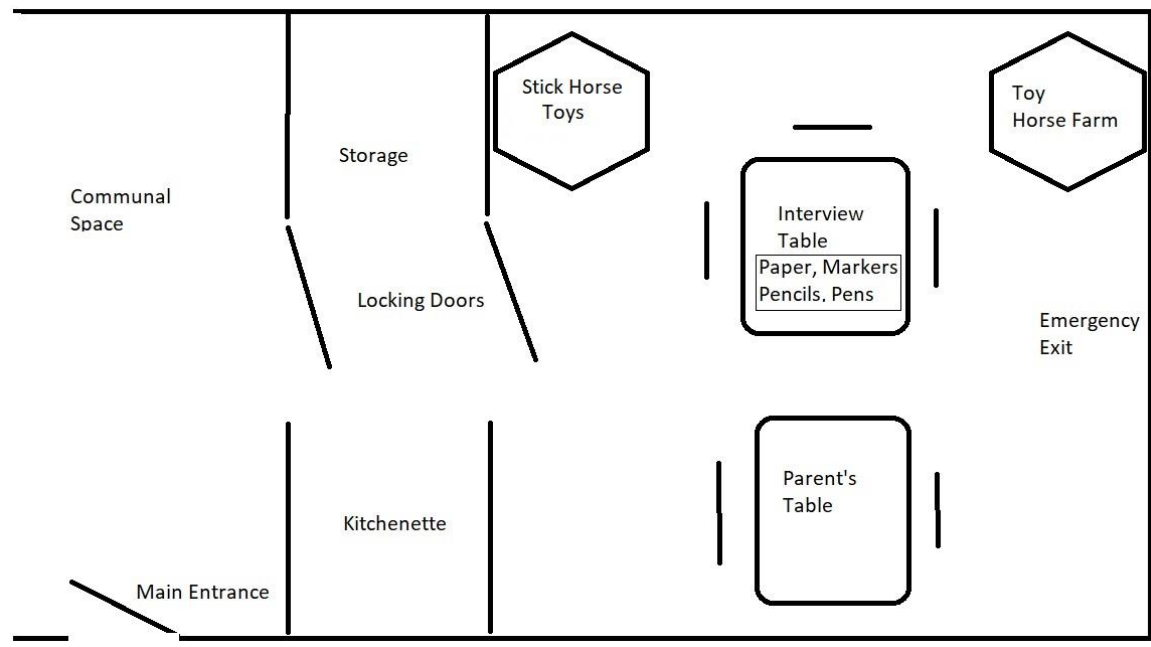 Stick Horse
Toys
Toy
Horse Farm
Storage
Communal
Space
Interview
Table
Paper, Markers
Pencils, Pens
Locking Doors
Emergency
Exit
Parent's
Table
Kitchenette
Main Entrance